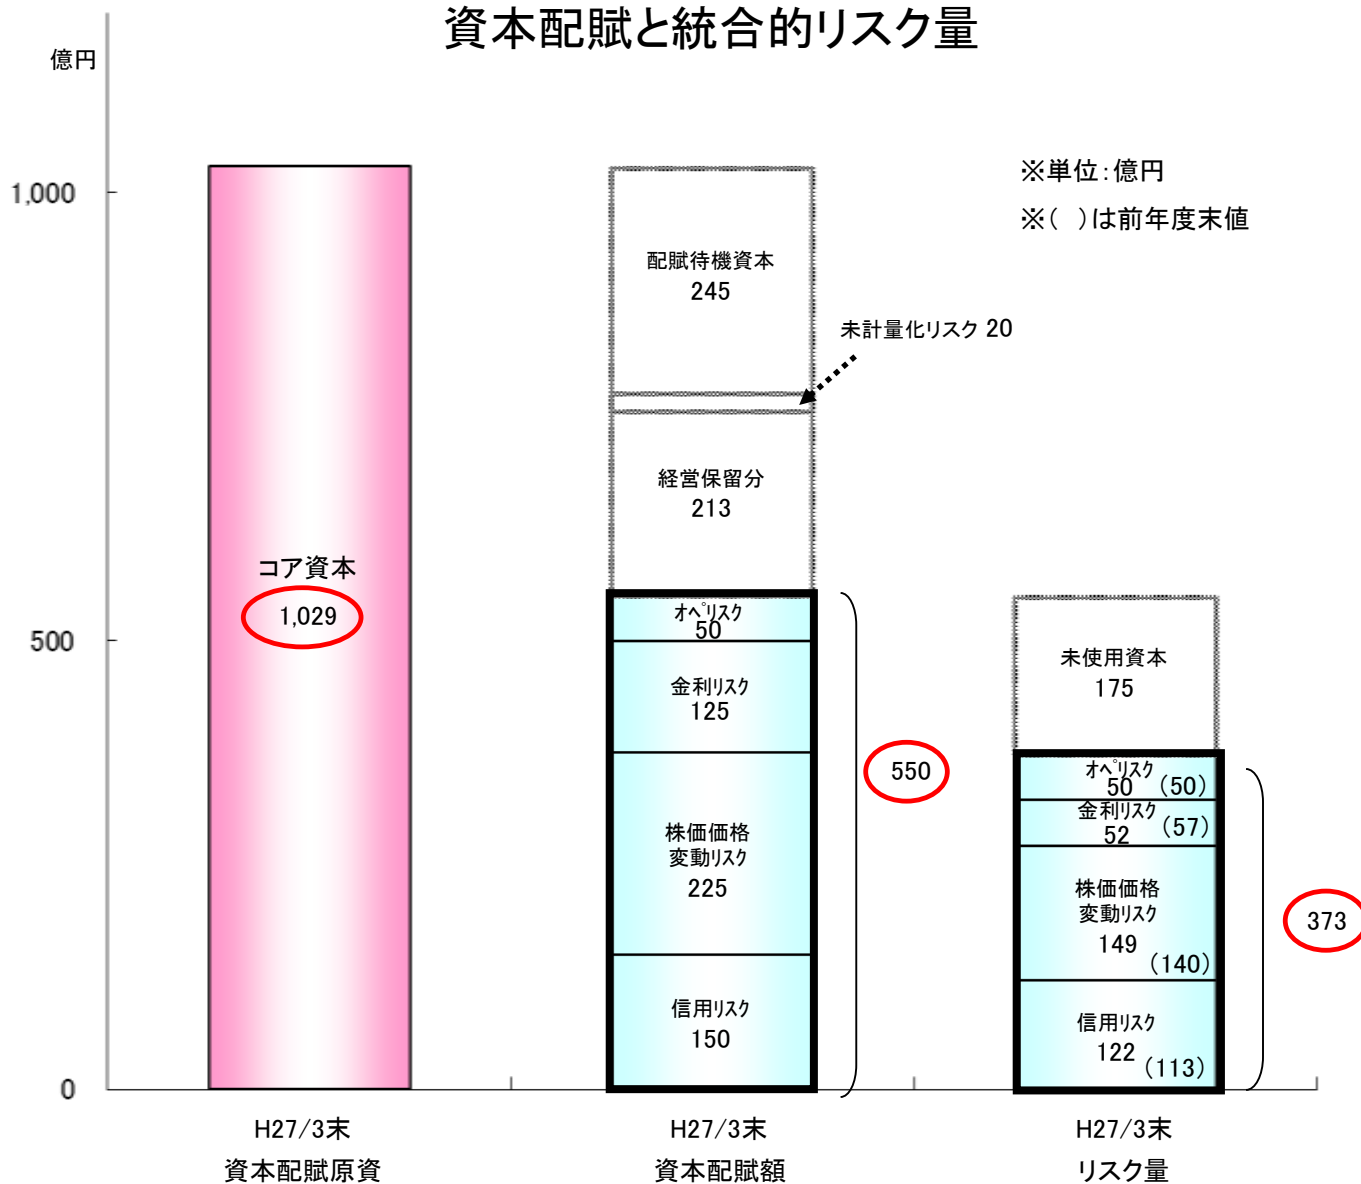 資本配賦と統合的リスク量
億円
※単位：億円
※(　)は前年度末値
1,000
500
0
コア資本
1,029
配賦待機資本
245
未計量化リスク 20
経営保留分
213
オペリスク
50
金利リスク
125
株価価格
変動リスク
225
信用リスク
150
550
未使用資本
175
オペリスク
50 (50)
金利リスク
52 (57)
株価価格
変動リスク
149
(140)
信用リスク
122
(113)
373
H27/3末
資本配賦原資
H27/3末
資本配賦額
H27/3末
リスク量